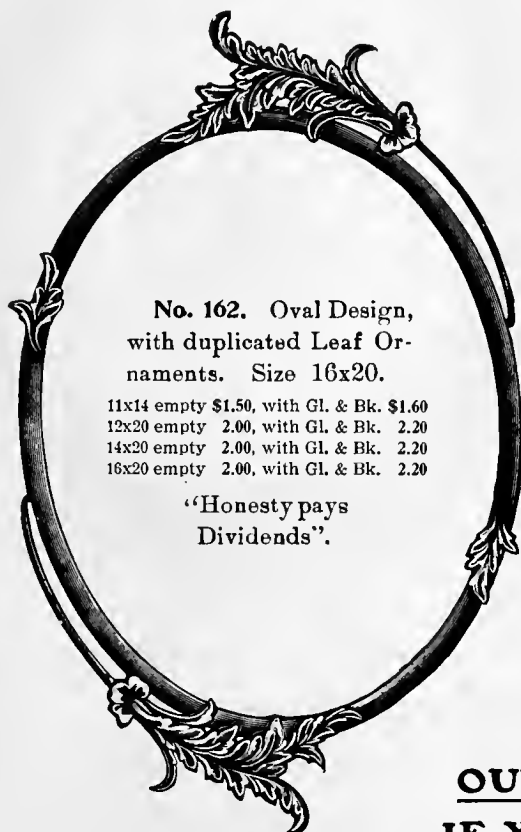 No. 162. Oval Design,
with duplicated Leaf Or-
naments. Size 16x20.
11x14 empty $1.50, with Gl. & Bk. $1.60
12x20 empty 2.00, with Gl. & Bk. 2.20
14x20 empty 2.00, with Gl. & Bk. 2.20
16x20 empty 2.00, with Gl. & Bk. 2.20
"Honesty pays
Dividends".